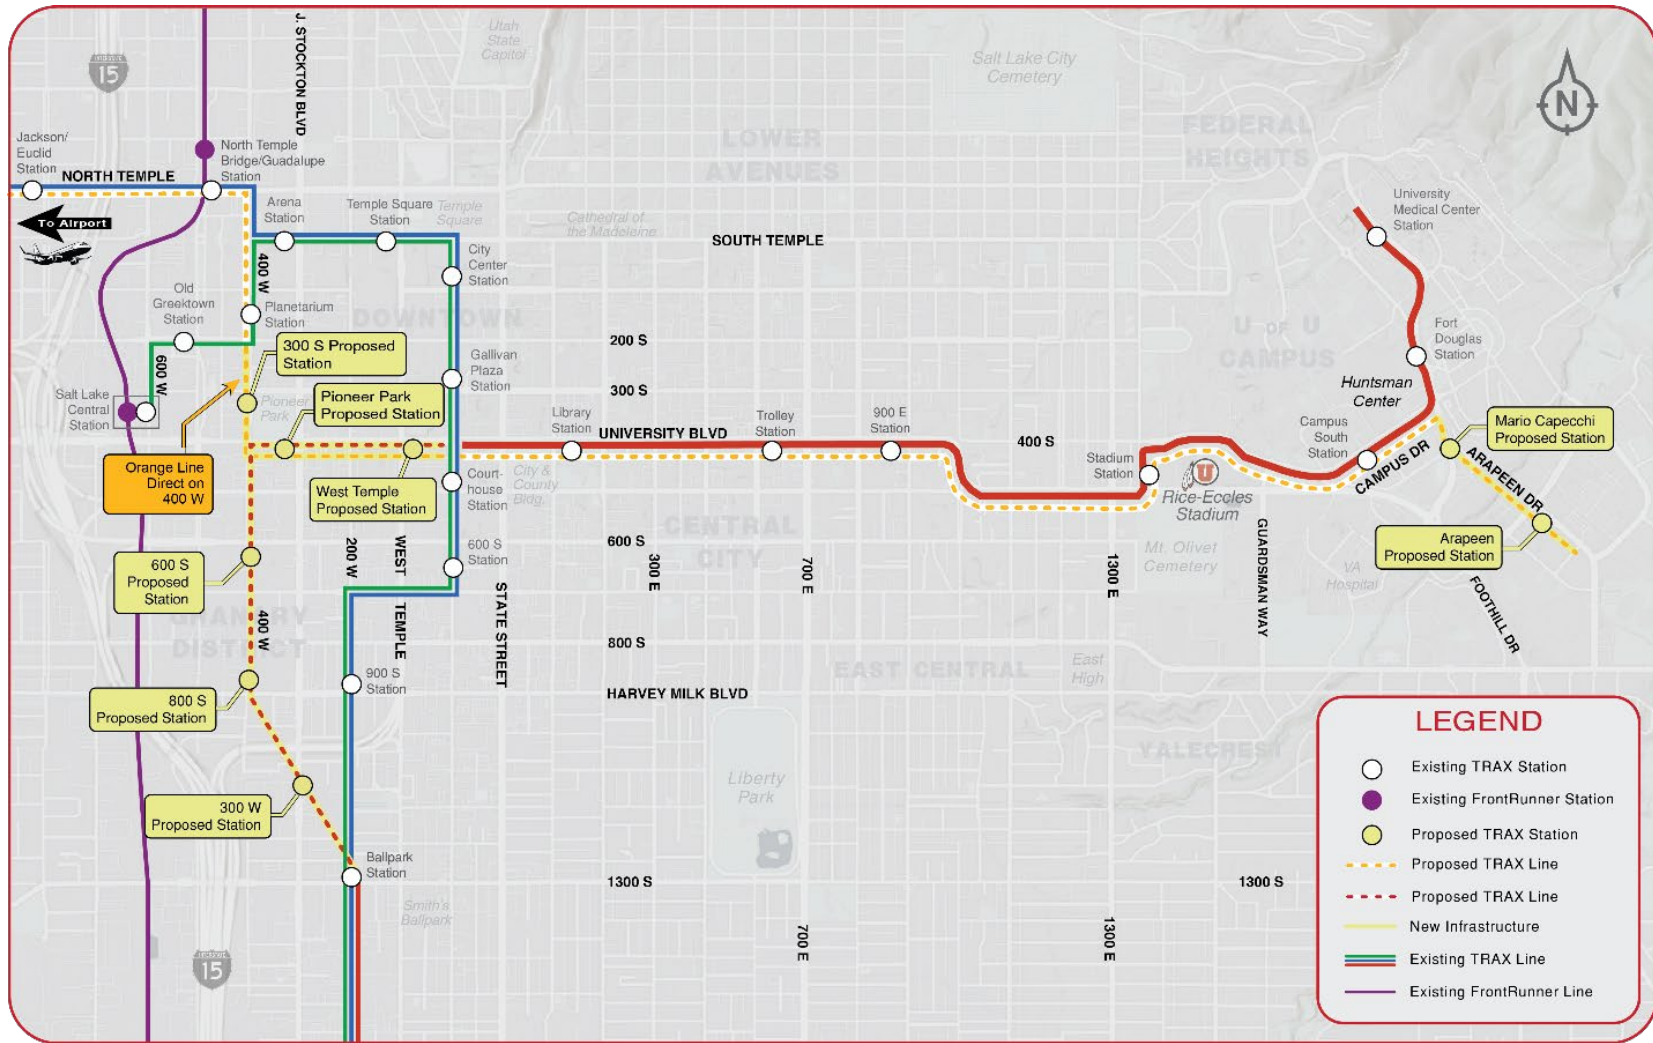 INTERSTATE
15
J. STOCKTON BLVD
Utah
State
Capitol
Salt Lake City
Cemetery
N
Jackson/
Euclid
Station
NORTH TEMPLE
North Temple
Bridge/Guadalupe
Station
LOWER
AVENUES
FEDERAL
HEIGHTS
To Airport
Arena
Station
Temple Square
Station
Temple
Square
Cathedral of
the Madeleine
SOUTH TEMPLE
University
Medical Center
Station
City
Center
Station
400 W
Old
Greektown
Station
Planetarium
Station
DOWNTOWN
300 S Proposed
Station
200 S
U OF U
CAMPUS
Fort
Douglas
Station
600 W
Gallivan
Plaza
Station
300 S
Huntsman
Center
Salt Lake
Central
Station
Pioneer
Park
Pioneer Park
Proposed Station
Library
Station
UNIVERSITY BLVD
Trolley
Station
900 E
Station
400 S
Campus
South
Station
Mario Capecchi
Proposed Station
Orange Line
Direct on
400 W
West Temple
Proposed Station
Court-
house
Station
City &
County
Bldg.
Stadium
Station
U
Rice-Eccles
Stadium
CAMPUS DR
ARAPEEN DR
Arapeen
Proposed Station
CENTRAL
CITY
600 S
Proposed
Station
200 W
WEST
TEMPLE
600 S
Station
600 S
300 E
700 E
1300 E
Mt. Olivet
Cemetery
GUARDSMAN WAY
VA
Hospital
FOOTHILL DR
GRANARY
DISTRICT
400 W
STATE STREET
800 S
EAST CENTRAL
East
High
800 S
Proposed Station
900 S
Station
HARVEY MILK BLVD
YALECREST
300 W
Proposed Station
Liberty
Park
Ballpark
Station
1300 S
1300 S
Smith's
Ballpark
700 E
1300 E
INTERSTATE
15
LEGEND
Existing TRAX Station
Existing FrontRunner Station
Proposed TRAX Station
Proposed TRAX Line
Proposed TRAX Line
New Infrastructure
Existing TRAX Line
Existing FrontRunner Line